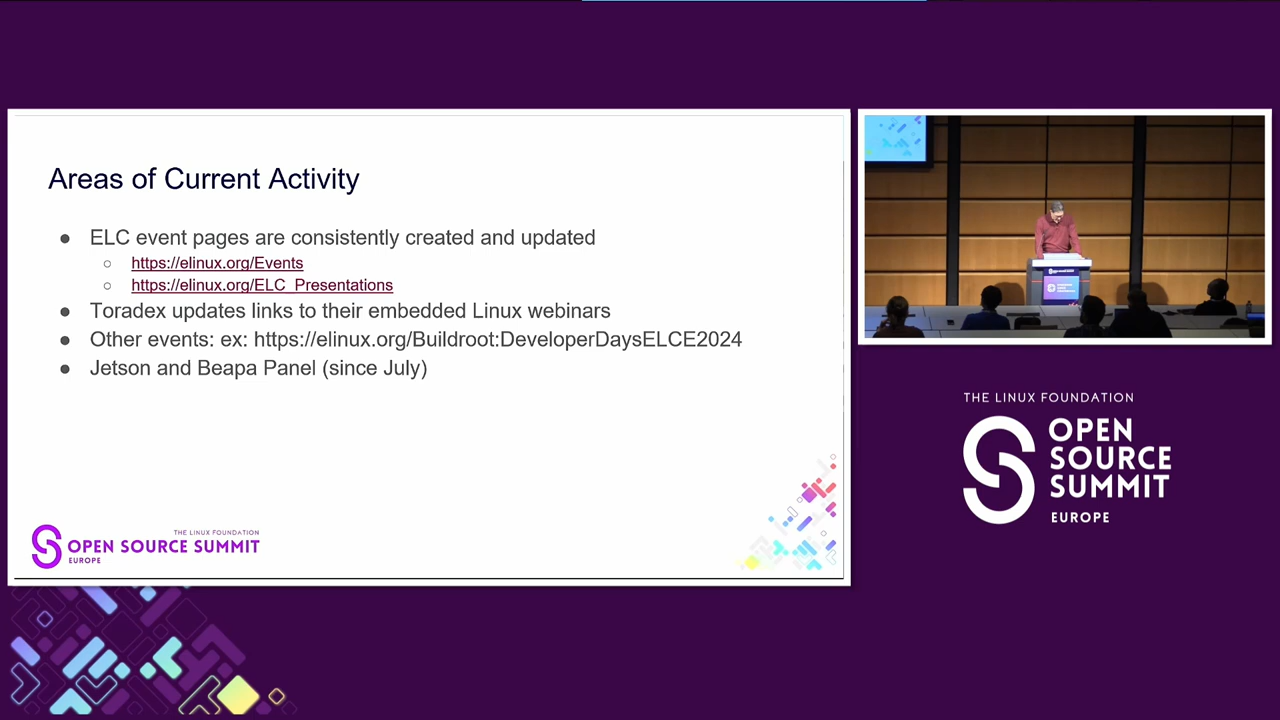 Areas of Current Activity
● ELC event pages are consistently created and updated
○ https://elinux.org/Events
○ https://elinux.org/ELC_Presentations
● Toradex updates links to their embedded Linux webinars
● Other events: ex: https://elinux.org/Buildroot:DeveloperDaysELCE2024
● Jetson and Beapa Panel (since July)
THE LINUX FOUNDATION
OPEN SOURCE SUMMIT
EUROPE
THE LINUX FOUNDATION
OPEN
SOURCE
SUMMIT
EUROPE